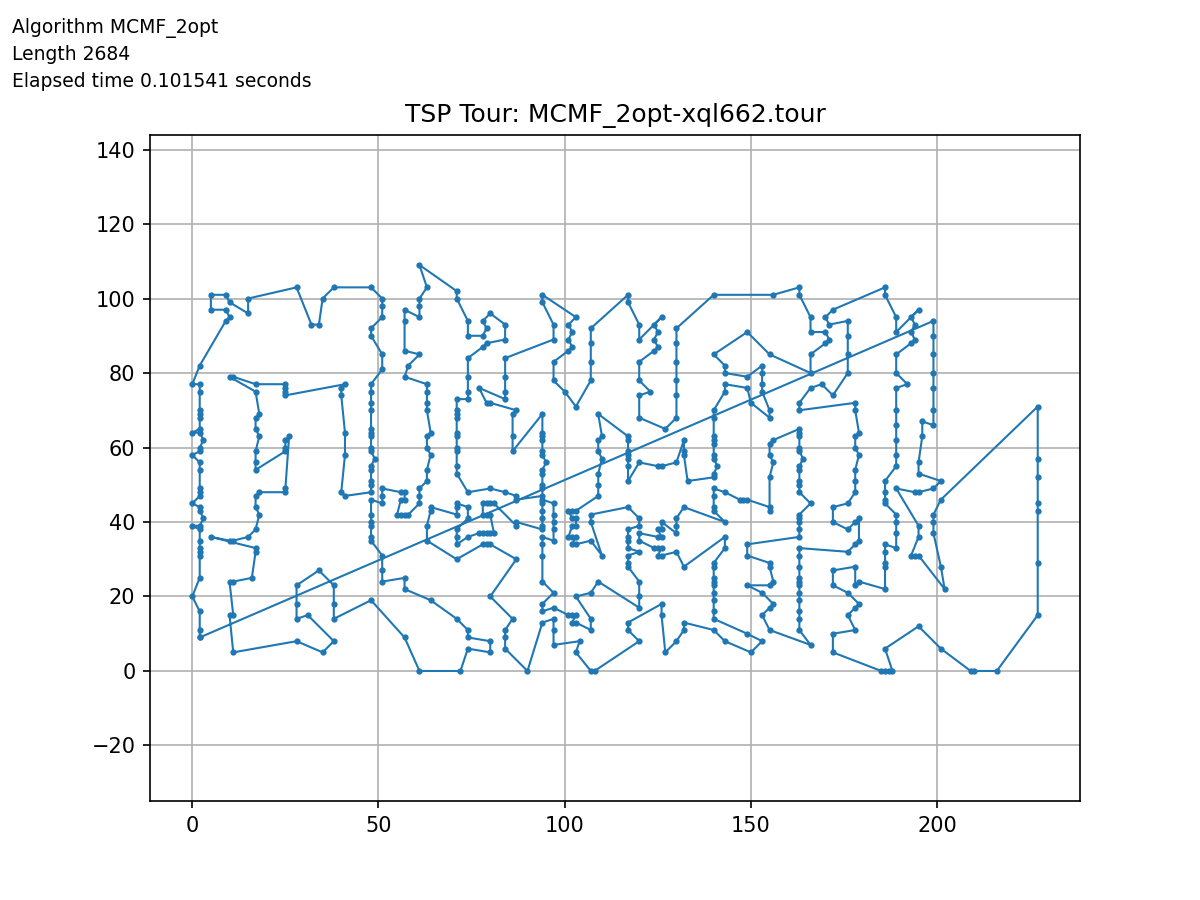 Algorithm MCMF_2opt
Length 2684
Elapsed time 0.101541 seconds
TSP Tour: MCMF_2opt-xql662.tour
140
120
100
80
60
40
20
0
−20
0 50 100 150 200